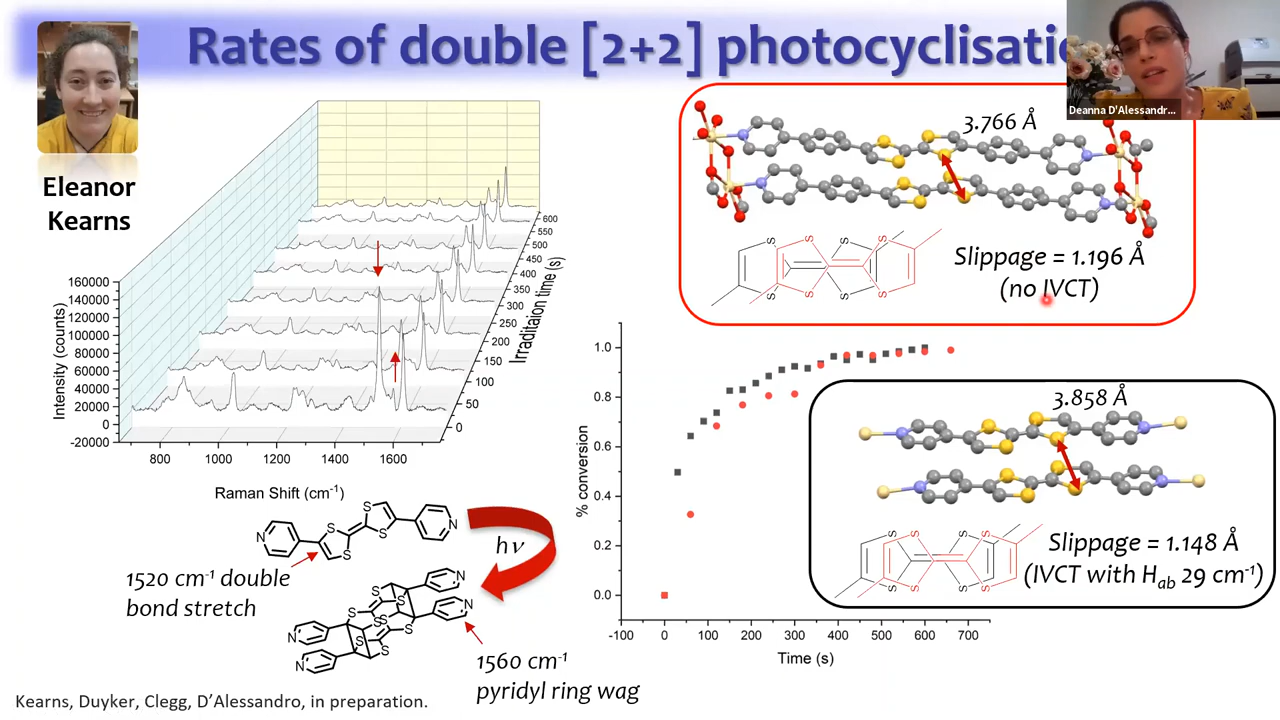 Rates of double [2+2] photocyclisatio
Deanna D'Alessandr...
Eleanor
Kearns
160000
140000
120000
100000
80000
60000
40000
20000
0
-20000
Intensity (counts)
800
1000
1200
1400
1600
Raman Shift (cm-1)
0
50
100
150
200
250
300
350
400
450
500
550
600
Irraditaion time (s)
3.766 Å
Slippage = 1.196 Å
(no IVCT)
S
S
S
S
S
S
S
S
1.0
0.8
0.6
0.4
0.2
0.0
% conversion
-100
0
100
200
300
400
500
600
700
Time (s)
3.858 Å
Slippage = 1.148 Å
(IVCT with Hab 29 cm-1)
S
S
S
S
S
S
S
S
N
S
S
S
S
N
hν
1520 cm-1 double
bond stretch
N
N
N
N
S
S
S
S
S
S
S
S
1560 cm-1
pyridyl ring wag
Kearns, Duyker, Clegg, D'Alessandro, in preparation.